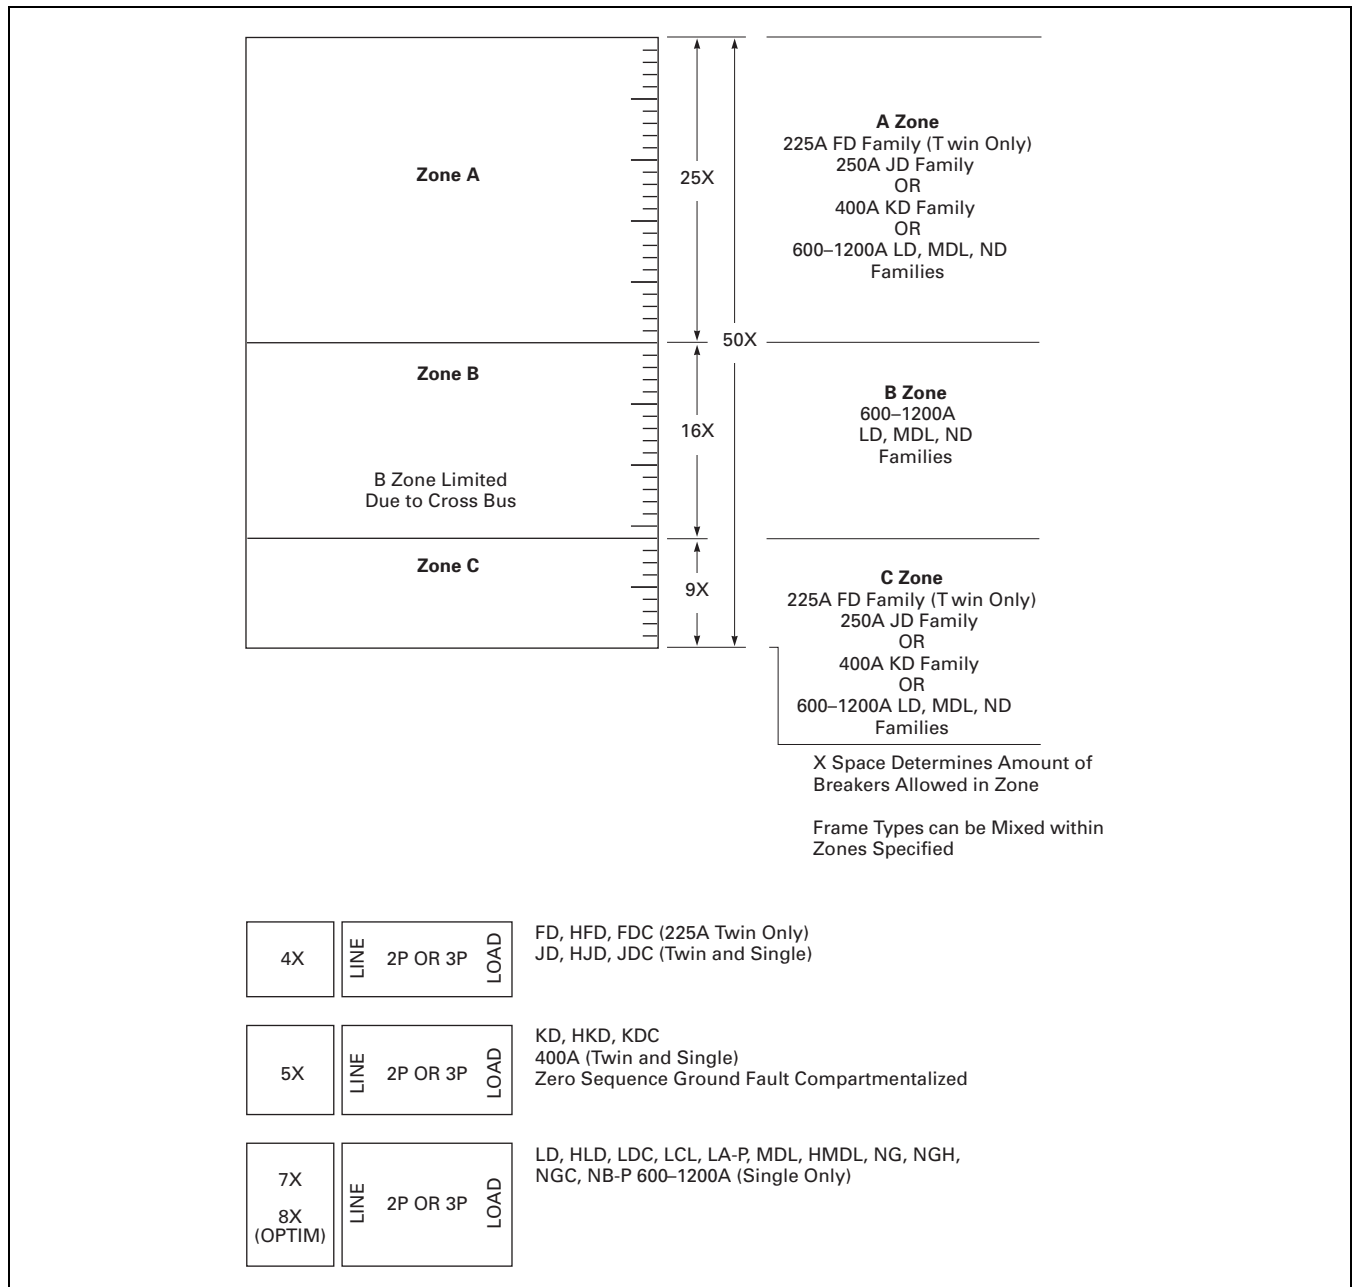 Zone A
25X
A Zone
225A FD Family (Twin Only)
250A JD Family
OR
400A KD Family
OR
600–1200A LD, MDL, ND
Families
50X
Zone B
B Zone Limited
Due to Cross Bus
16X
B Zone
600–1200A
LD, MDL, ND
Families
Zone C
9X
C Zone
225A FD Family (Twin Only)
250A JD Family
OR
400A KD Family
OR
600–1200A LD, MDL, ND
Families
X Space Determines Amount of
Breakers Allowed in Zone
Frame Types can be Mixed within
Zones Specified
4X
LINE
2P OR 3P
LOAD
FD, HFD, FDC (225A Twin Only)
JD, HJD, JDC (Twin and Single)
5X
LINE
2P OR 3P
LOAD
KD, HKD, KDC
400A (Twin and Single)
Zero Sequence Ground Fault Compartmentalized
7X
8X
(OPTIM)
LINE
2P OR 3P
LOAD
LD, HLD, LDC, LCL, LA-P, MDL, HMDL, NG, NGH,
NGC, NB-P 600–1200A (Single Only)